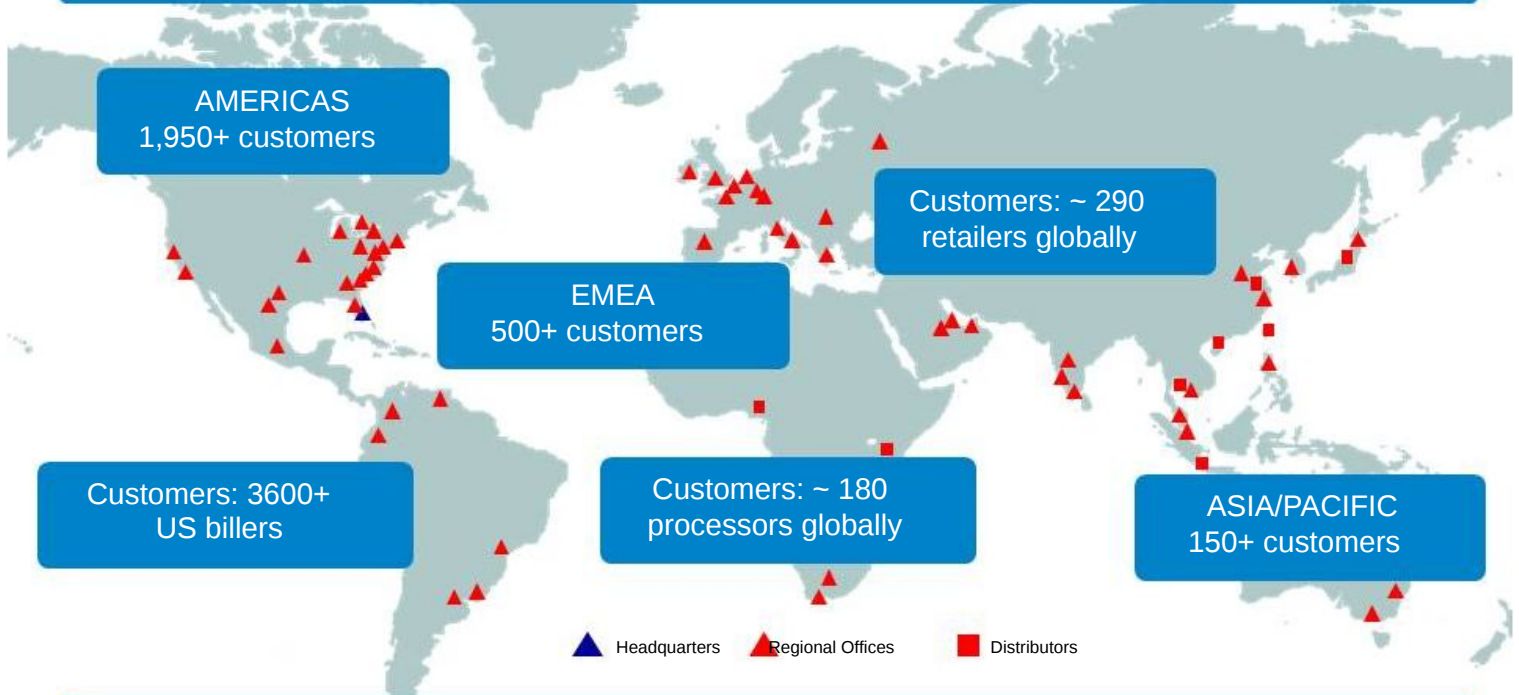 AMERICAS
1,950+ customers
Customers: ~ 290
retailers globally
EMEA
500+ customers
Customers: 3600+
US billers
Customers: ~ 180
processors globally
ASIA/PACIFIC
150+ customers
Headquarters
Regional Offices
Distributors